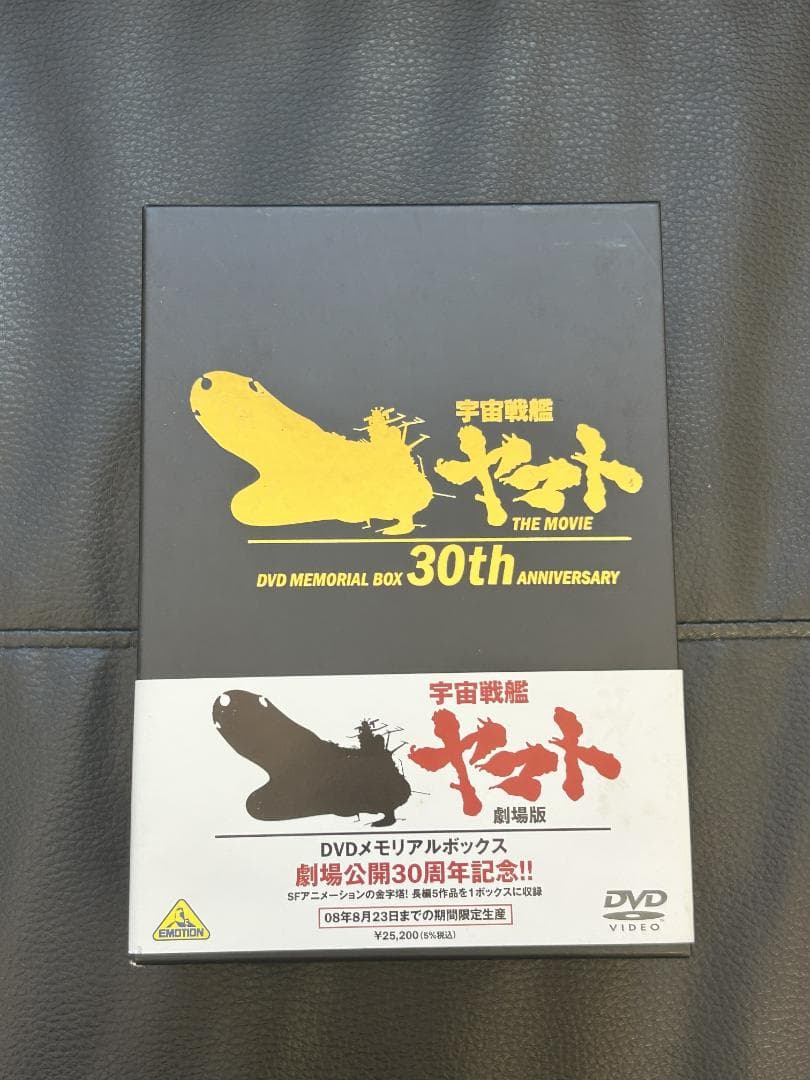 宇宙戦艦
ヤマト
THE MOVIE
DVD MEMORIAL BOX 30th ANNIVERSARY
宇宙戦艦
ヤマト
劇場版
DVDメモリアルボックス
劇場公開30周年記念!!
SFアニメーションの金字塔! 長編5作品を1ボックスに収録
08年8月23日までの期間限定生産
¥25,200(5%税込)
EMOTION
DVD
VIDEO